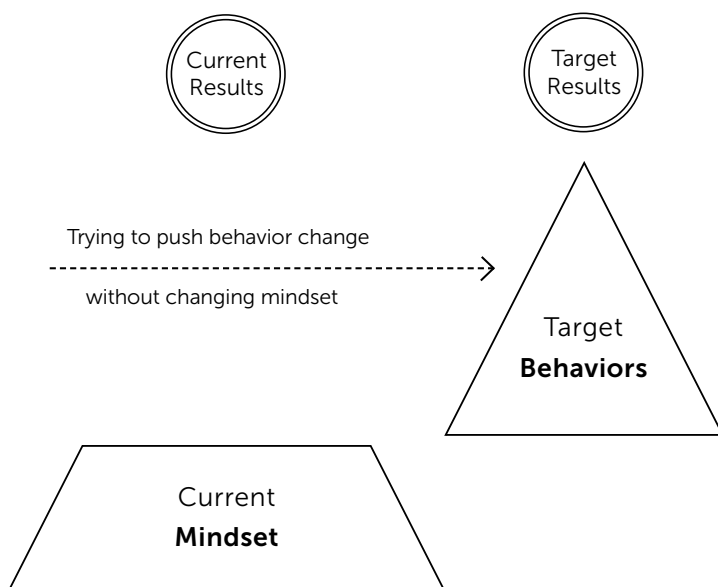 Current
Results
Target
Results
Trying to push behavior change
without changing mindset
Target
Behaviors
Current
Mindset